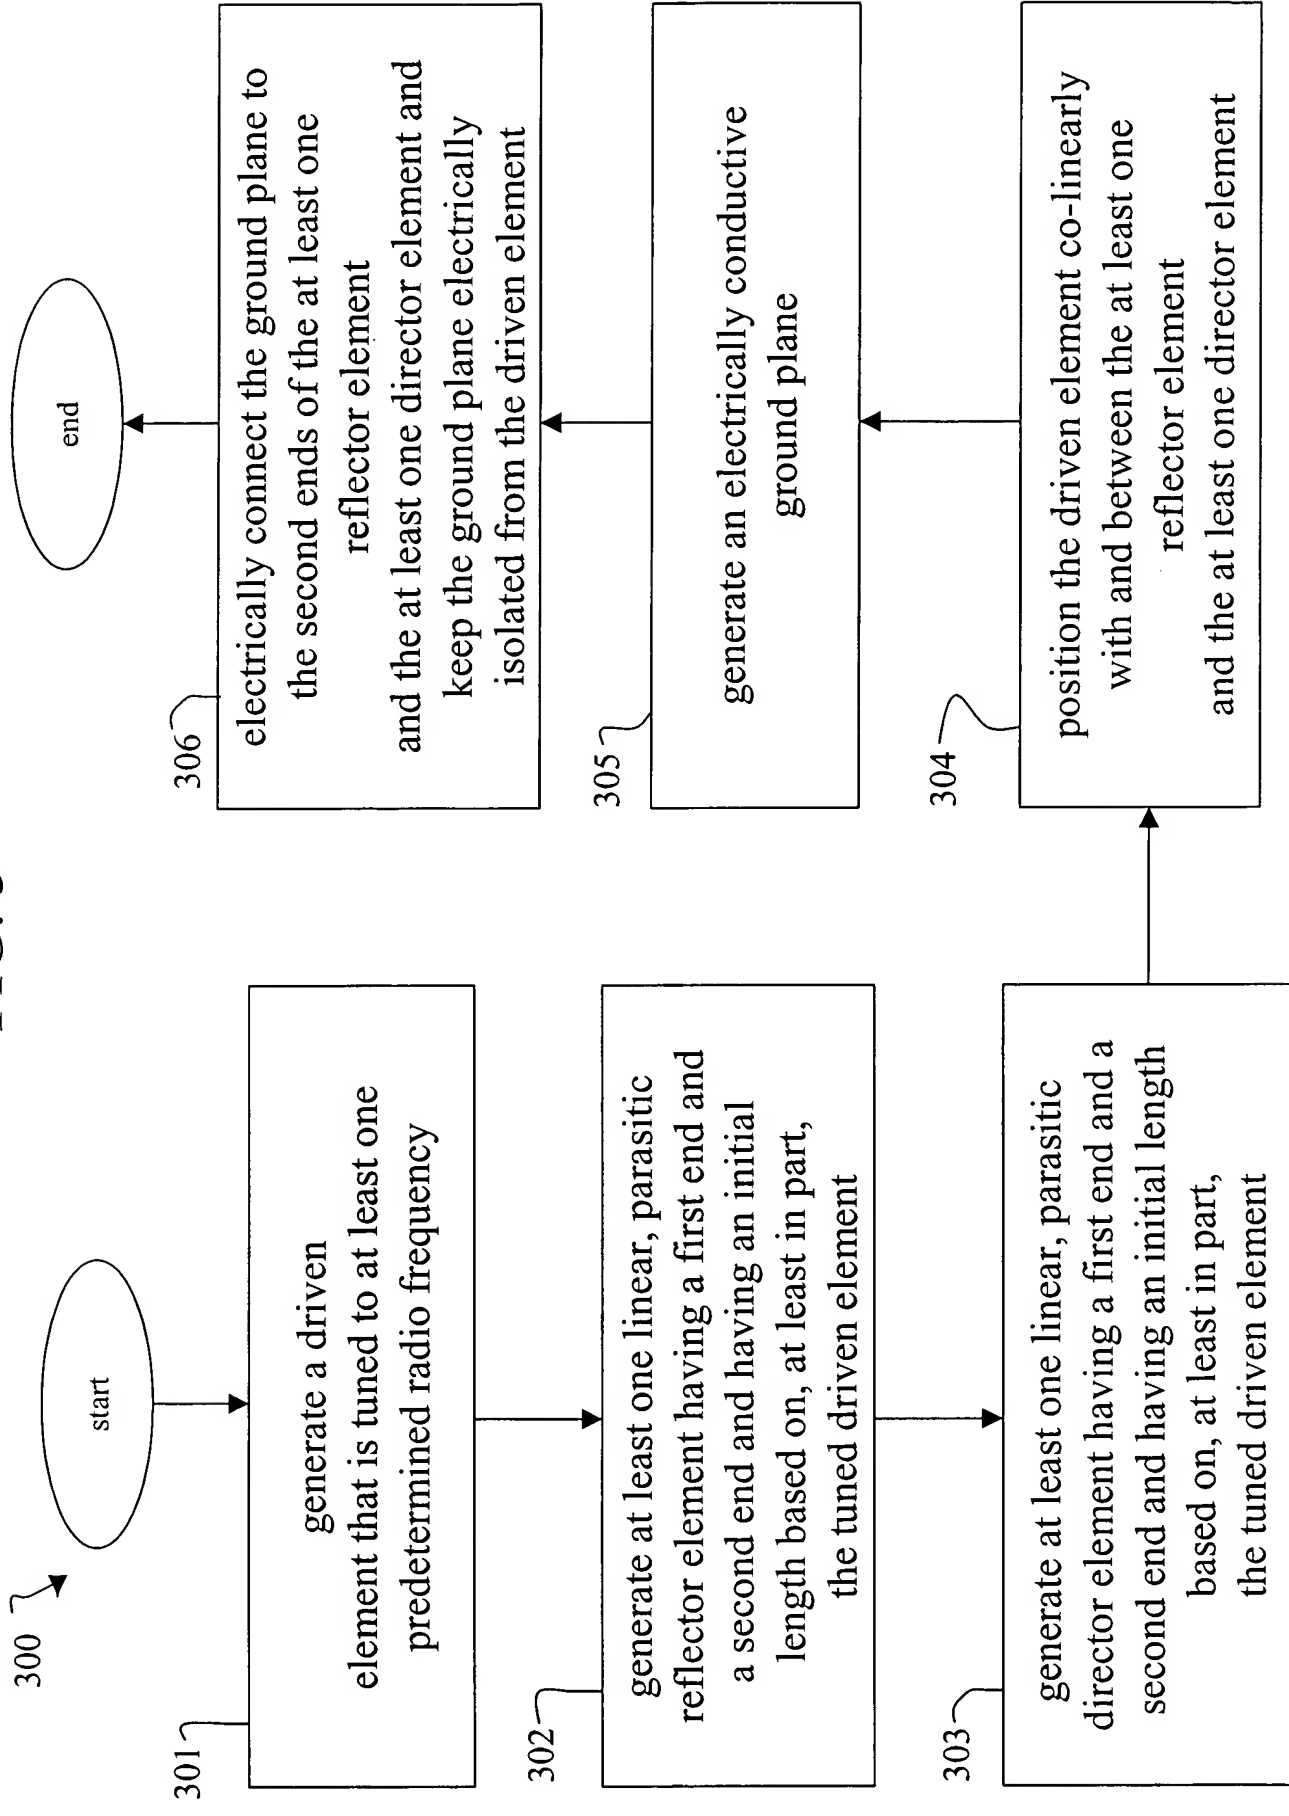 300
start
301
generate a driven
element that is tuned to at least one
predetermined radio frequency
302
generate at least one linear, parasitic
reflector element having a first end and
a second end and having an initial
length based on, at least in part,
the tuned driven element
303
generate at least one linear, parasitic
director element having a first end and a
second end and having an initial length
based on, at least in part,
the tuned driven element
304
position the driven element co-linearly
with and between the at least one
reflector element
and the at least one director element
305
generate an electrically conductive
ground plane
306
electrically connect the ground plane to
the second ends of the at least one
reflector element
and the at least one director element and
keep the ground plane electrically
isolated from the driven element
end